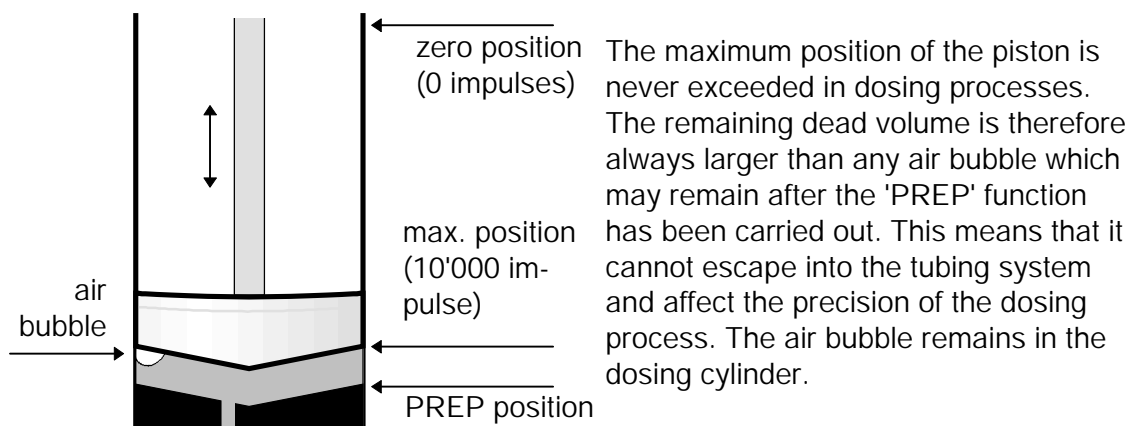 zero position
(0 impulses)
max. position
(10'000 im-
pulse)
air
bubble
PREP position
The maximum position of the piston is
never exceeded in dosing processes.
The remaining dead volume is therefore
always larger than any air bubble which
may remain after the 'PREP' function
has been carried out. This means that it
cannot escape into the tubing system
and affect the precision of the dosing
process. The air bubble remains in the
dosing cylinder.